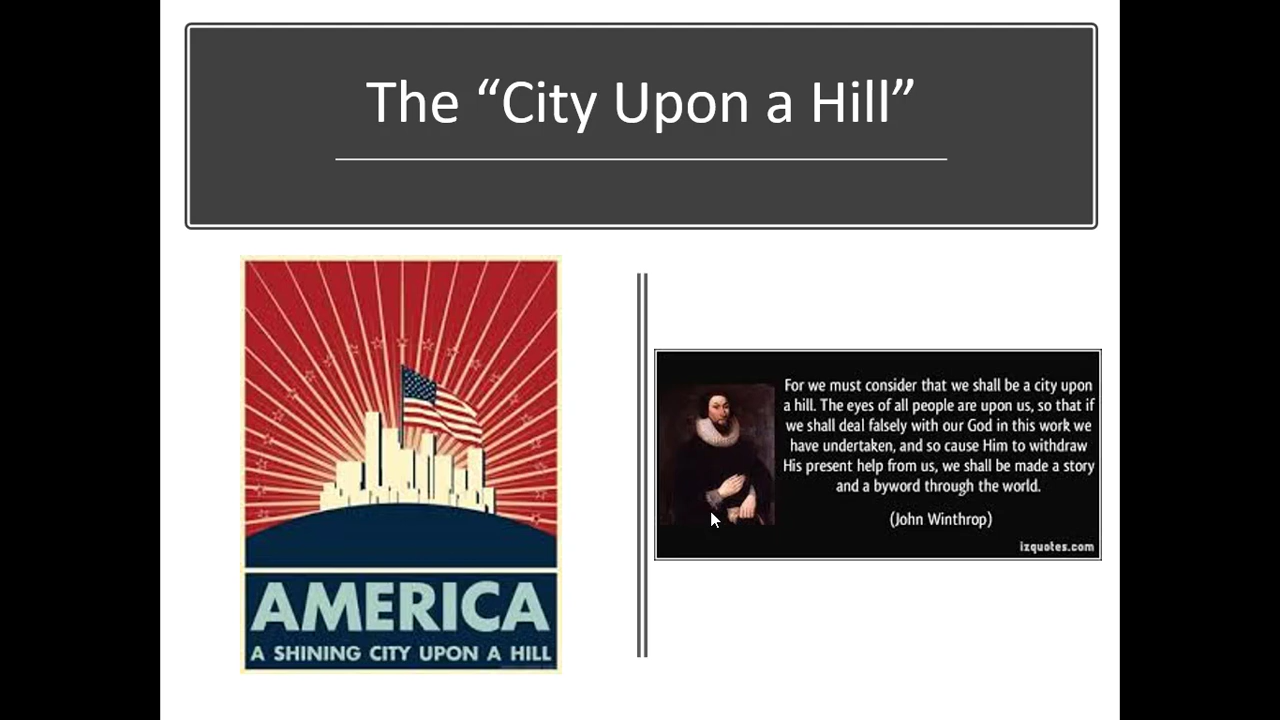 The “City Upon a Hill”
AMERICA
A SHINING CITY UPON A HILL
For we must consider that we shall be a city upon
a hill. The eyes of all people are upon us, so that if
we shall deal falsely with our God in this work we
have undertaken, and so cause Him to withdraw
His present help from us, we shall be made a story
and a byword through the world.
(John Winthrop)
izquotes.com